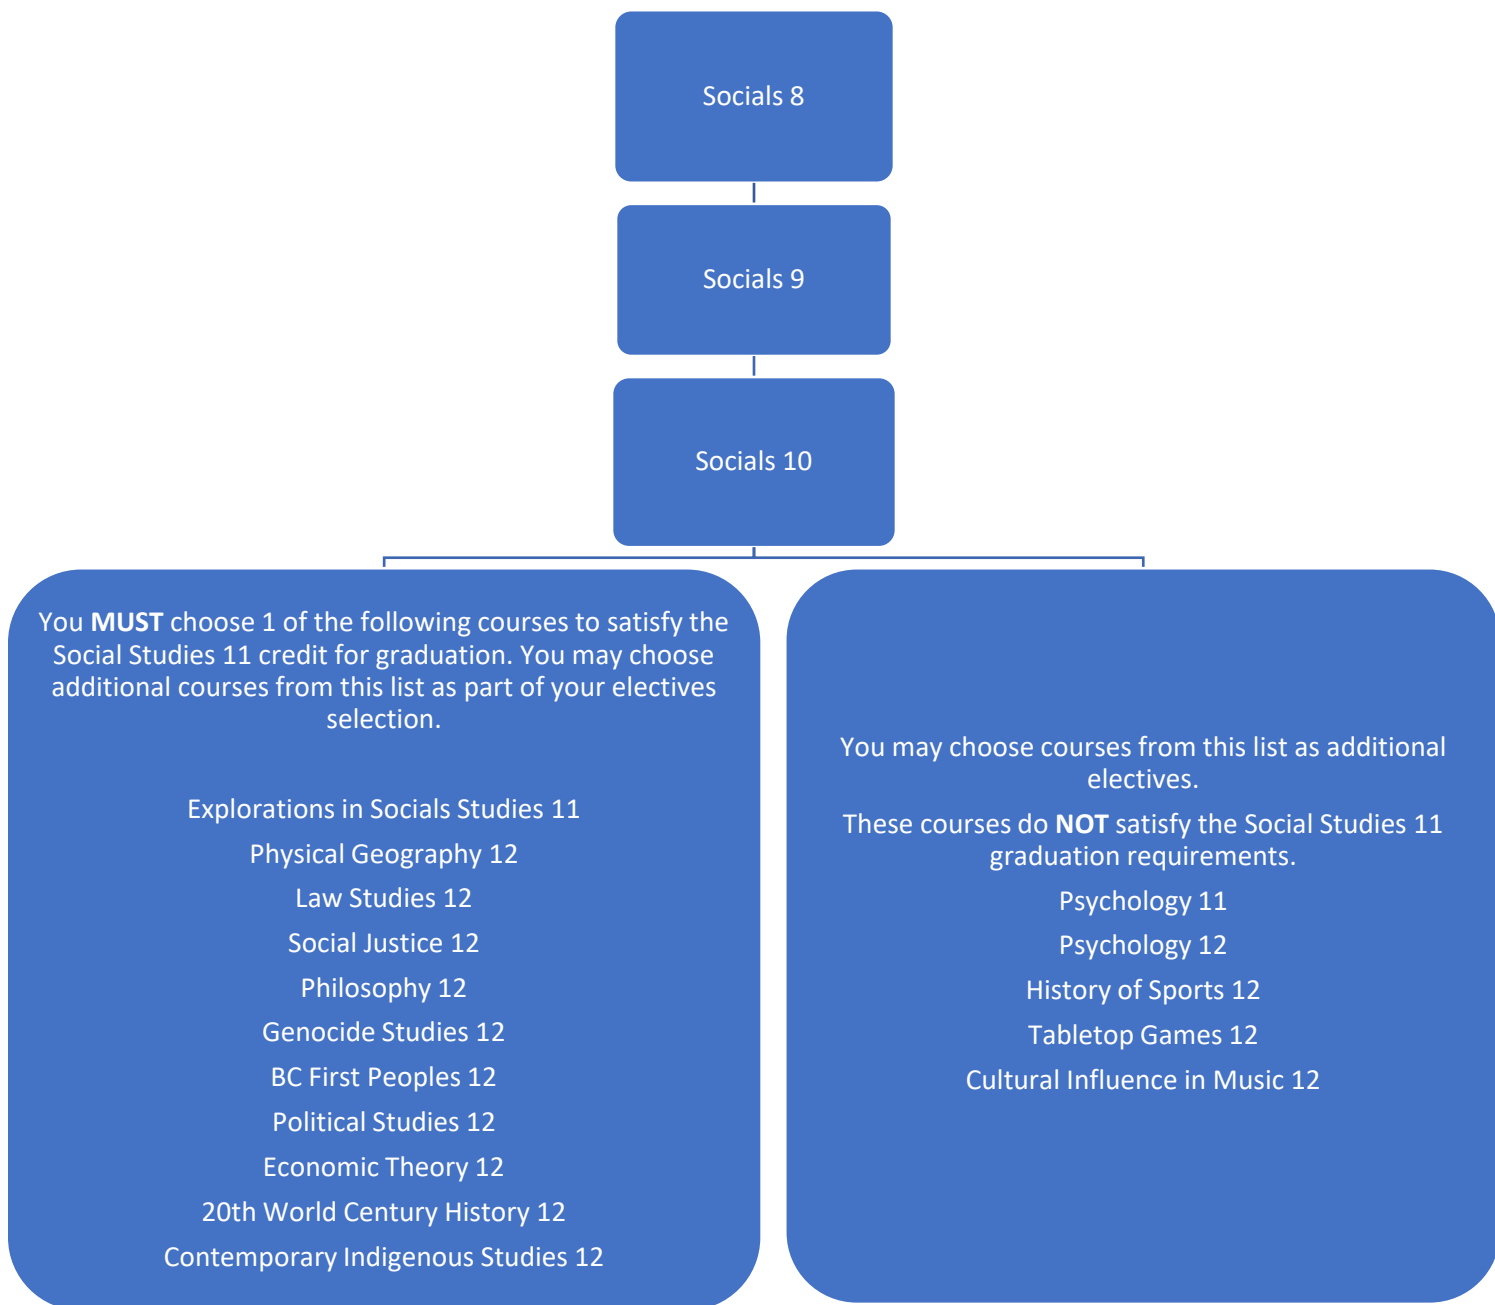 Socials 8
Socials 9
Socials 10
You MUST choose 1 of the following courses to satisfy the
Social Studies 11 credit for graduation. You may choose
additional courses from this list as part of your electives
selection.
Explorations in Socials Studies 11
Physical Geography 12
Law Studies 12
Social Justice 12
Philosophy 12
Genocide Studies 12
BC First Peoples 12
Political Studies 12
Economic Theory 12
20th World Century History 12
Contemporary Indigenous Studies 12
You may choose courses from this list as additional
electives.
These courses do NOT satisfy the Social Studies 11
graduation requirements.
Psychology 11
Psychology 12
History of Sports 12
Tabletop Games 12
Cultural Influence in Music 12